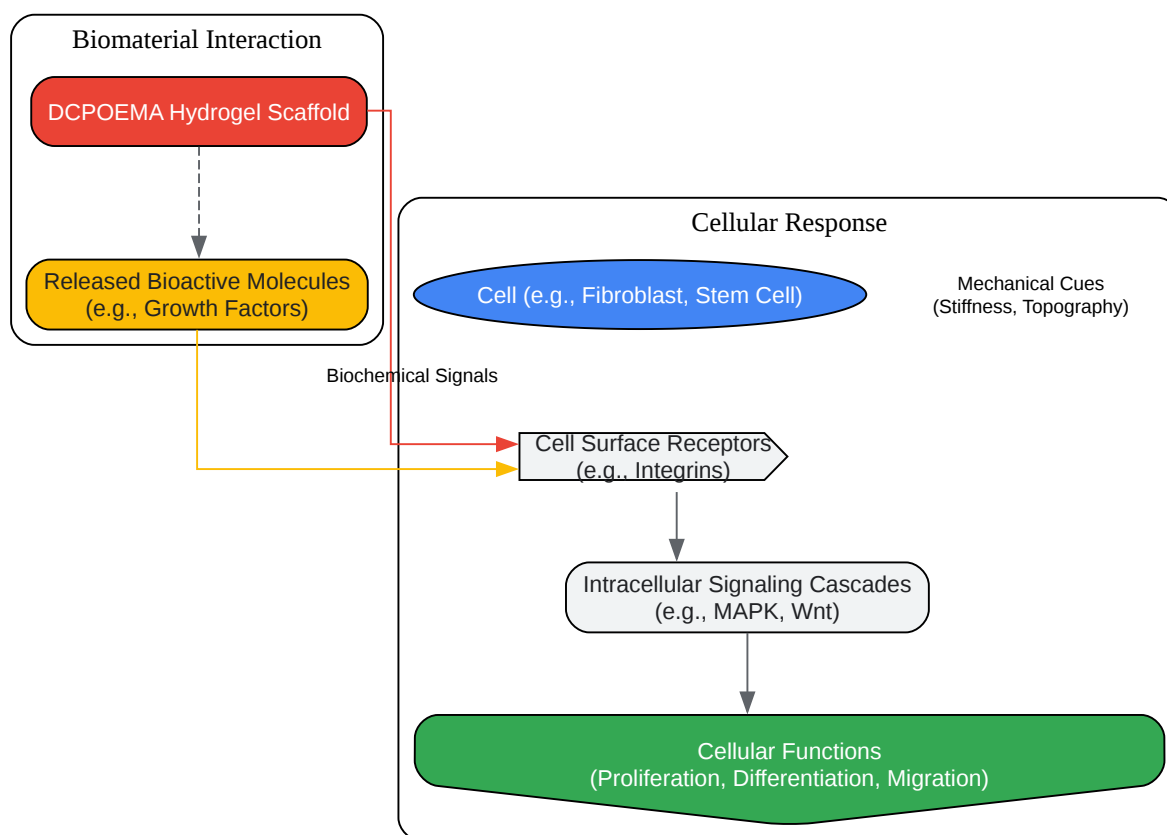 Biomaterial Interaction
DCPOEMA Hydrogel Scaffold
Released Bioactive Molecules
(e.g., Growth Factors)
Cellular Response
Cell (e.g., Fibroblast, Stem Cell)
Mechanical Cues
(Stiffness, Topography)
Biochemical Signals
Cell Surface Receptors
(e.g., Integrins)
Intracellular Signaling Cascades
(e.g., MAPK, Wnt)
Cellular Functions
(Proliferation, Differentiation, Migration)